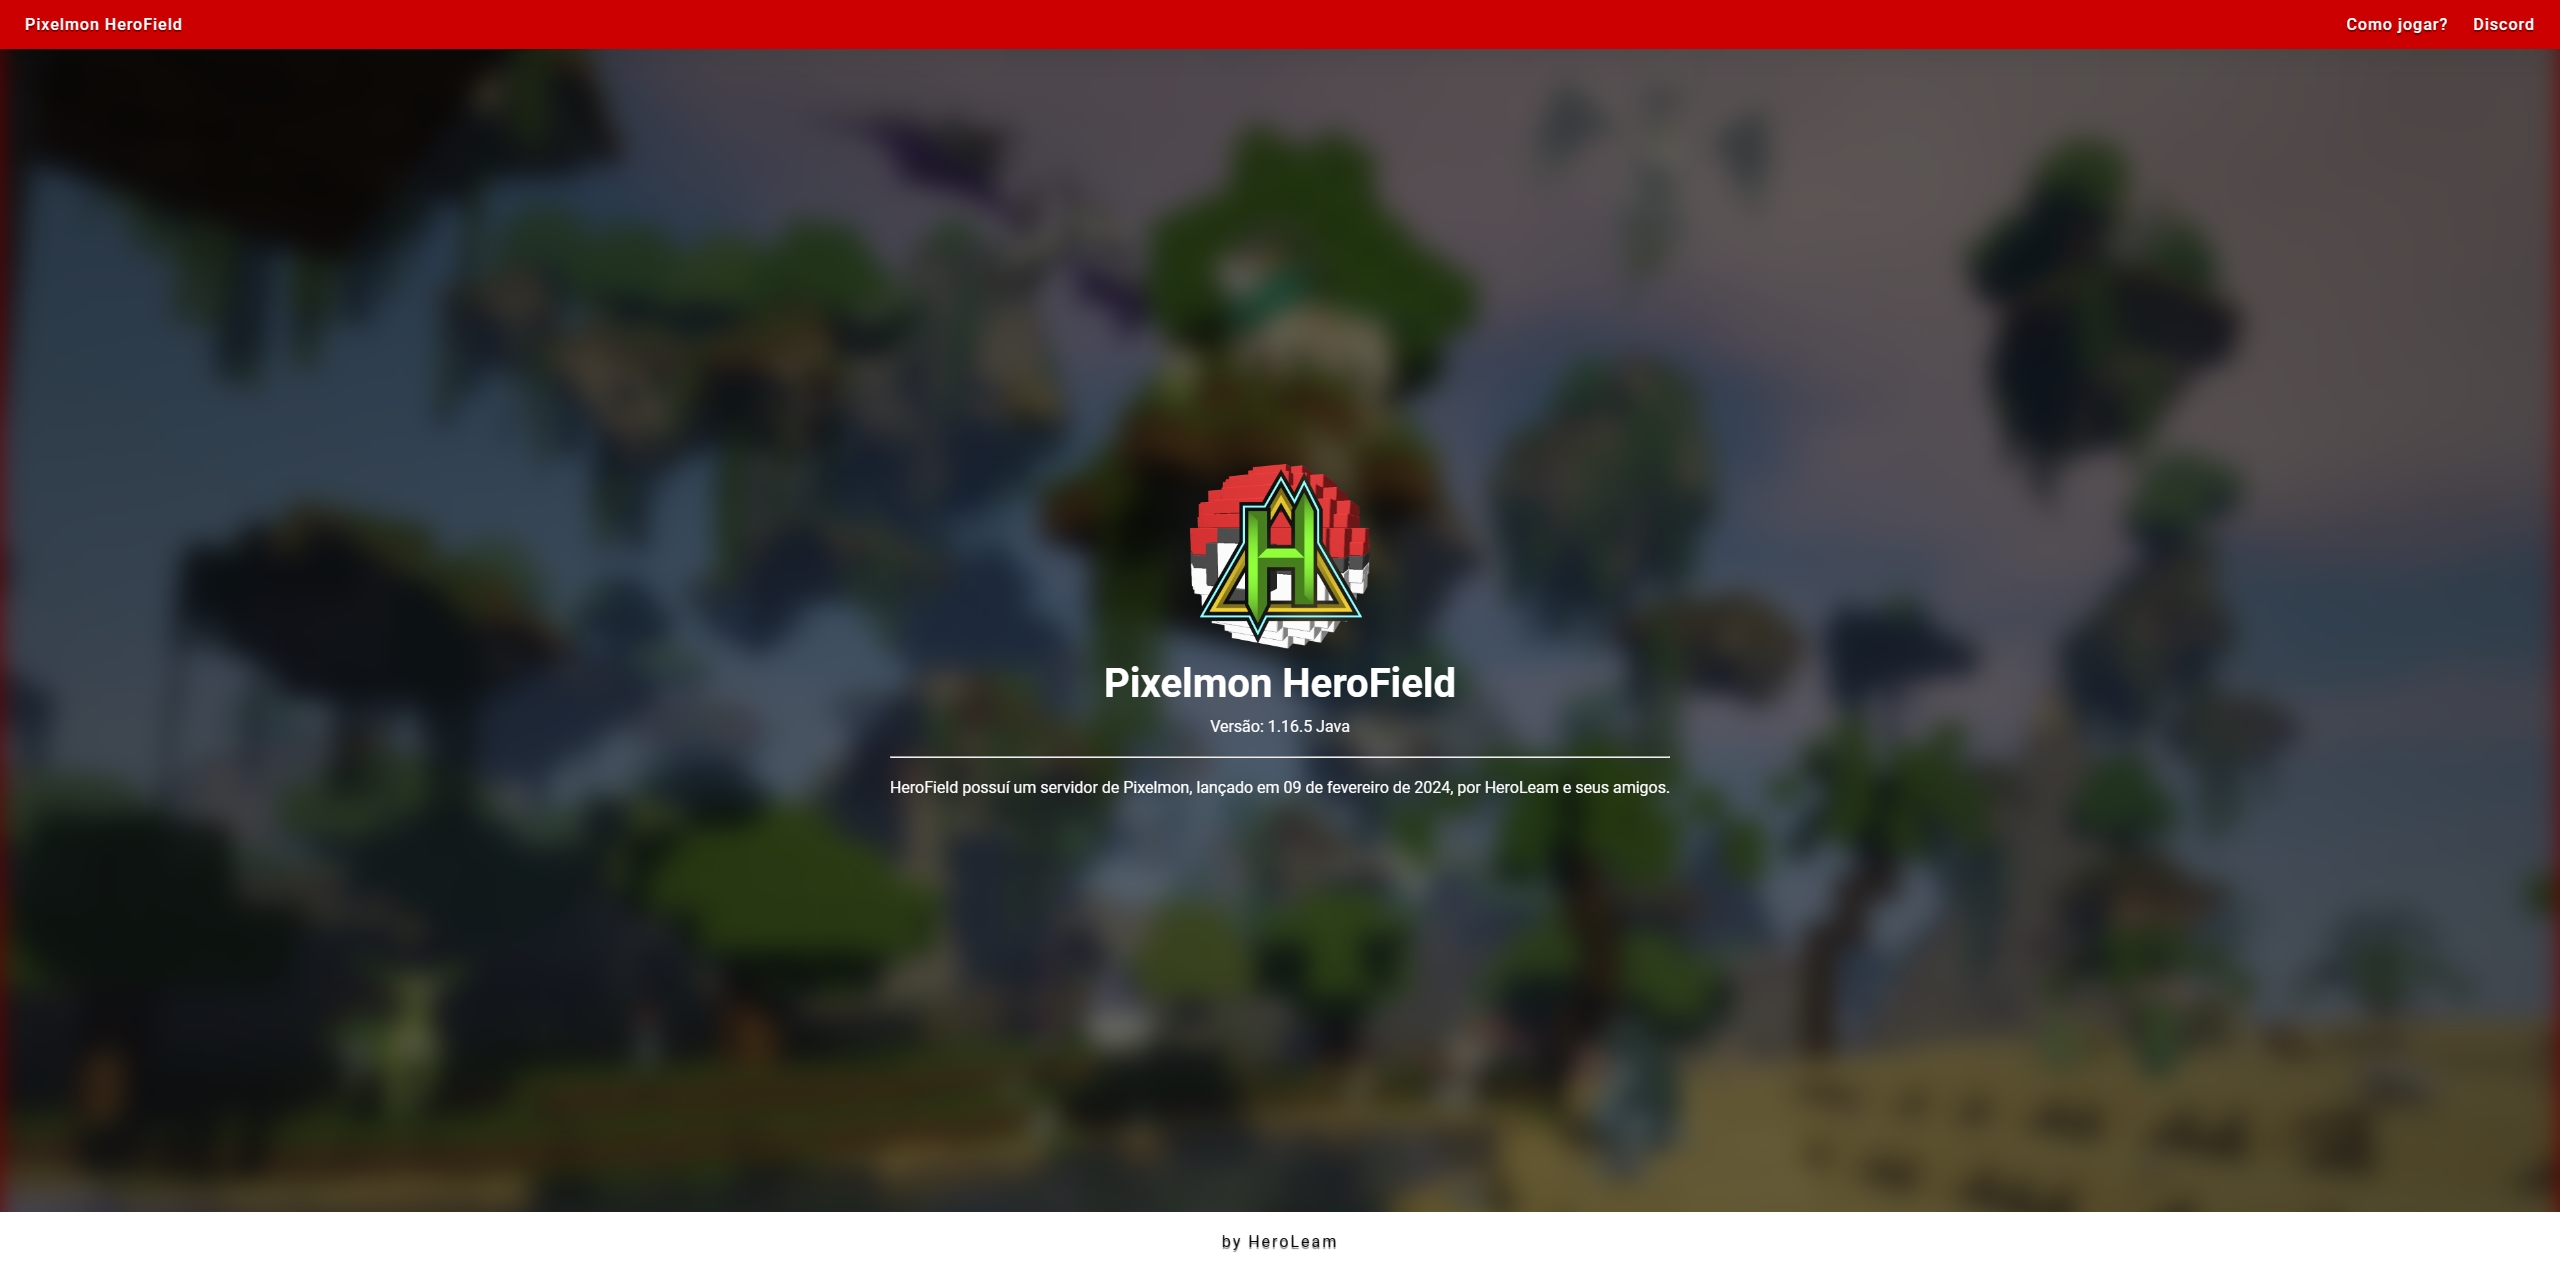 Pixelmon HeroField
Como jogar?
Discord
H
Pixelmon HeroField
Versão: 1.16.5 Java
HeroField possuí um servidor de Pixelmon, lançado em 09 de fevereiro de 2024, por HeroLeam e seus amigos.
by HeroLeam